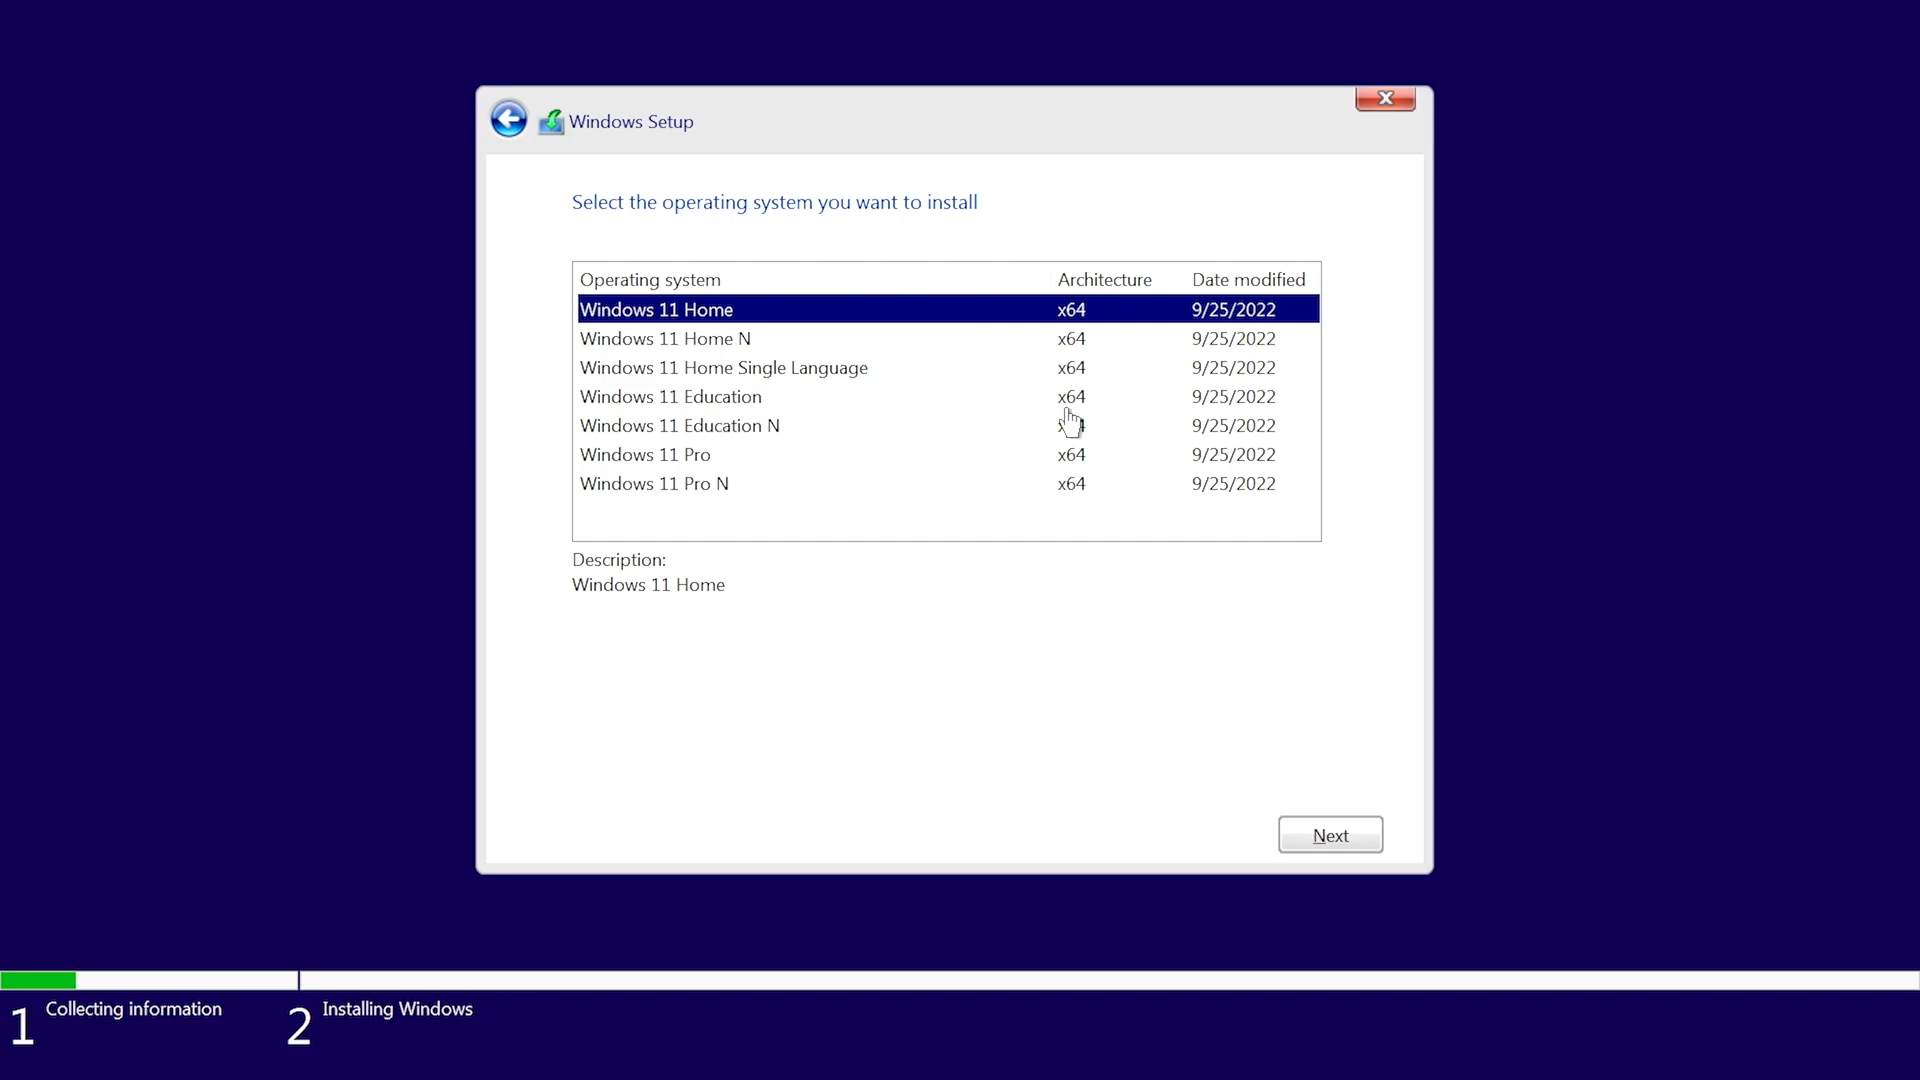 Windows Setup
Select the operating system you want to install
Operating system Architecture Date modified
Windows 11 Home x64 9/25/2022
Windows 11 Home N x64 9/25/2022
Windows 11 Home Single Language x64 9/25/2022
Windows 11 Education x64 9/25/2022
Windows 11 Education N 9/25/2022
Windows 11 Pro x64 9/25/2022
Windows 11 Pro N x64 9/25/2022
Description:
Windows 11 Home
Next
1 Collecting information 2 Installing Windows